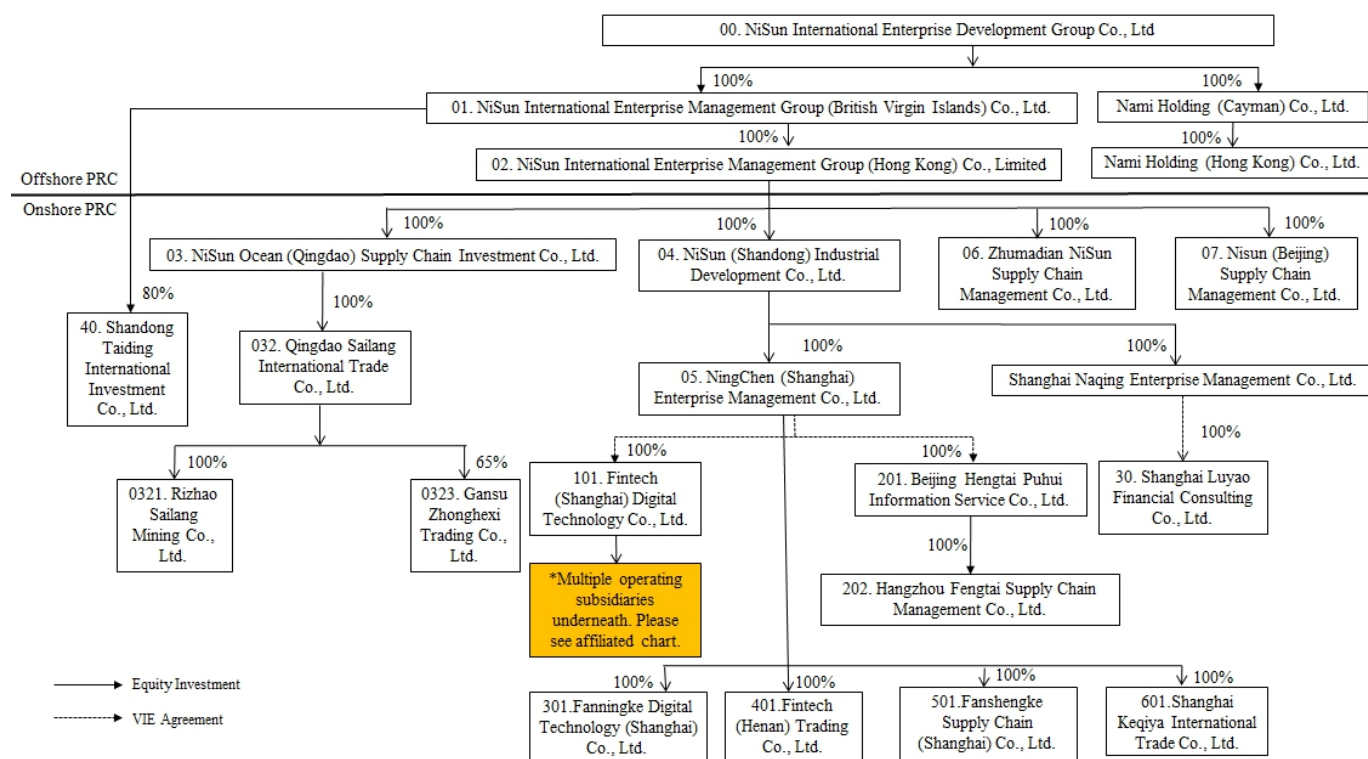 00. NiSun International Enterprise Development Group Co., Ltd
100%
100%
01. NiSun International Enterprise Management Group (British Virgin Islands) Co., Ltd.
Nami Holding (Cayman) Co., Ltd.
100%
100%
02. NiSun International Enterprise Management Group (Hong Kong) Co., Limited
Nami Holding (Hong Kong) Co., Ltd.
Offshore PRC
Onshore PRC
100%
100%
100%
100%
03. NiSun Ocean (Qingdao) Supply Chain Investment Co., Ltd.
04. NiSun (Shandong) Industrial
Development Co., Ltd.
06. Zhumadian NiSun
Supply Chain
Management Co., Ltd.
07. Nisun (Beijing)
Supply Chain
Management Co., Ltd.
80%
100%
40. Shandong
Taiding
International
Investment
Co., Ltd.
032. Qingdao Sailang
International Trade
Co., Ltd.
100%
100%
05. NingChen (Shanghai)
Enterprise Management Co., Ltd.
Shanghai Naqing Enterprise Management Co., Ltd.
100%
65%
100%
100%
100%
0321. Rizhao
Sailang
Mining Co.,
Ltd.
0323. Gansu
Zhonghexi
Trading Co.,
Ltd.
101. Fintech
(Shanghai) Digital
Technology Co., Ltd.
201. Beijing Hengtai Puhui
Information Service Co., Ltd.
30. Shanghai Luyao
Financial Consulting
Co., Ltd.
100%
*Multiple operating
subsidiaries
underneath. Please
see affiliated chart.
202. Hangzhou Fengtai Supply Chain
Management Co., Ltd.
Equity Investment
VIE Agreement
100%
100%
100%
100%
301.Fanningke Digital
Technology (Shanghai)
Co., Ltd.
401.Fintech
(Henan) Trading
Co., Ltd.
501.Fanshengke
Supply Chain
(Shanghai) Co., Ltd.
601.Shanghai
Keqiya International
Trade Co., Ltd.